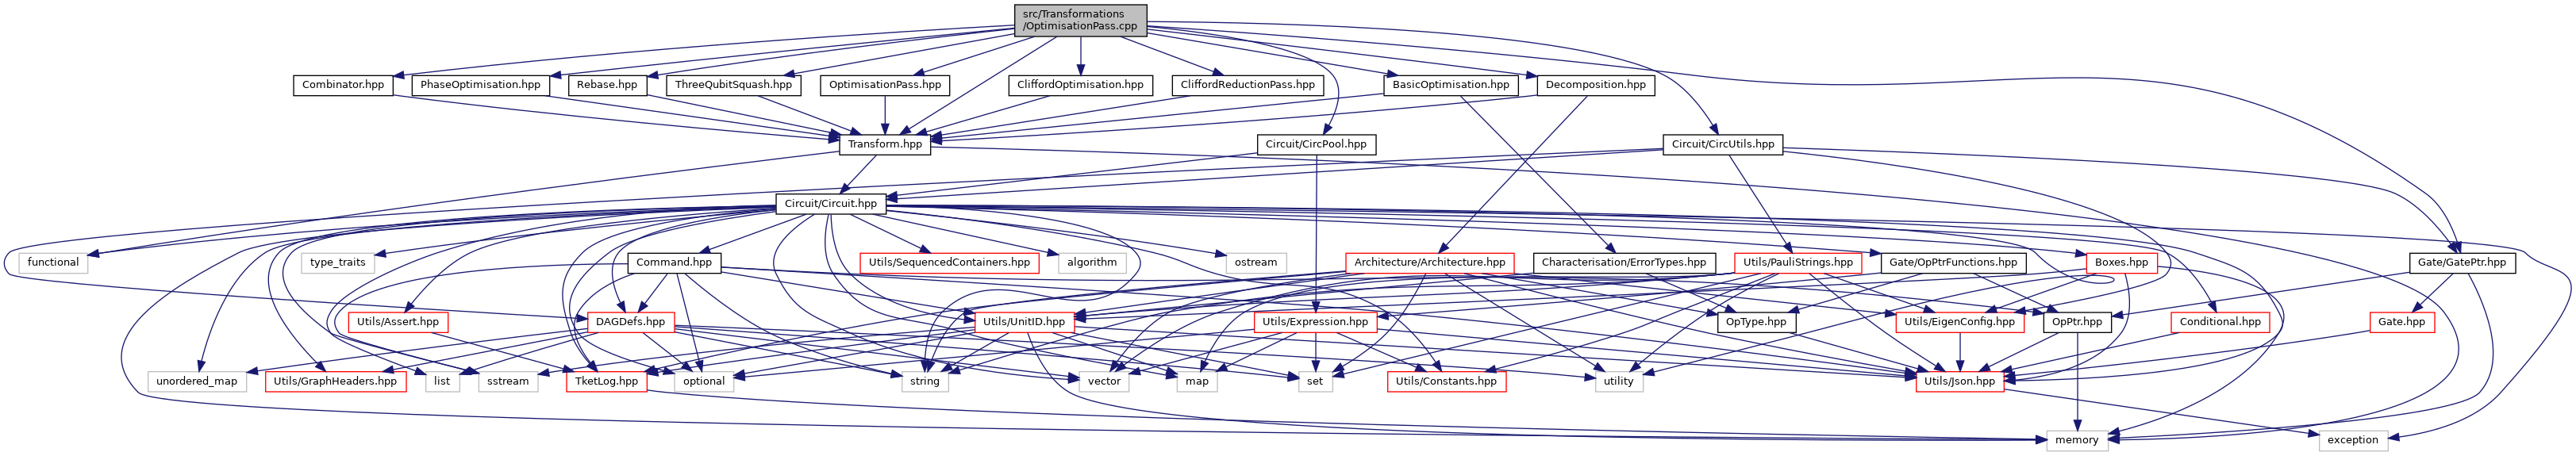 src/Transformations
/OptimisationPass.cpp
Combinator.hpp
PhaseOptimisation.hpp
Rebase.hpp
ThreeQubitSquash.hpp
OptimisationPass.hpp
CliffordOptimisation.hpp
CliffordReductionPass.hpp
BasicOptimisation.hpp
Decomposition.hpp
Transform.hpp
Circuit/CircPool.hpp
Circuit/CircUtils.hpp
Circuit/Circuit.hpp
functional
type_traits
Command.hpp
Utils/SequencedContainers.hpp
algorithm
ostream
Architecture/Architecture.hpp
Characterisation/ErrorTypes.hpp
Utils/PauliStrings.hpp
Gate/OpPtrFunctions.hpp
Boxes.hpp
Gate/GatePtr.hpp
Utils/Assert.hpp
DAGDefs.hpp
Utils/UnitID.hpp
Utils/Expression.hpp
OpType.hpp
Utils/EigenConfig.hpp
OpPtr.hpp
Conditional.hpp
Gate.hpp
unordered_map
Utils/GraphHeaders.hpp
list
sstream
TketLog.hpp
optional
string
vector
map
set
Utils/Constants.hpp
utility
Utils/Json.hpp
memory
exception